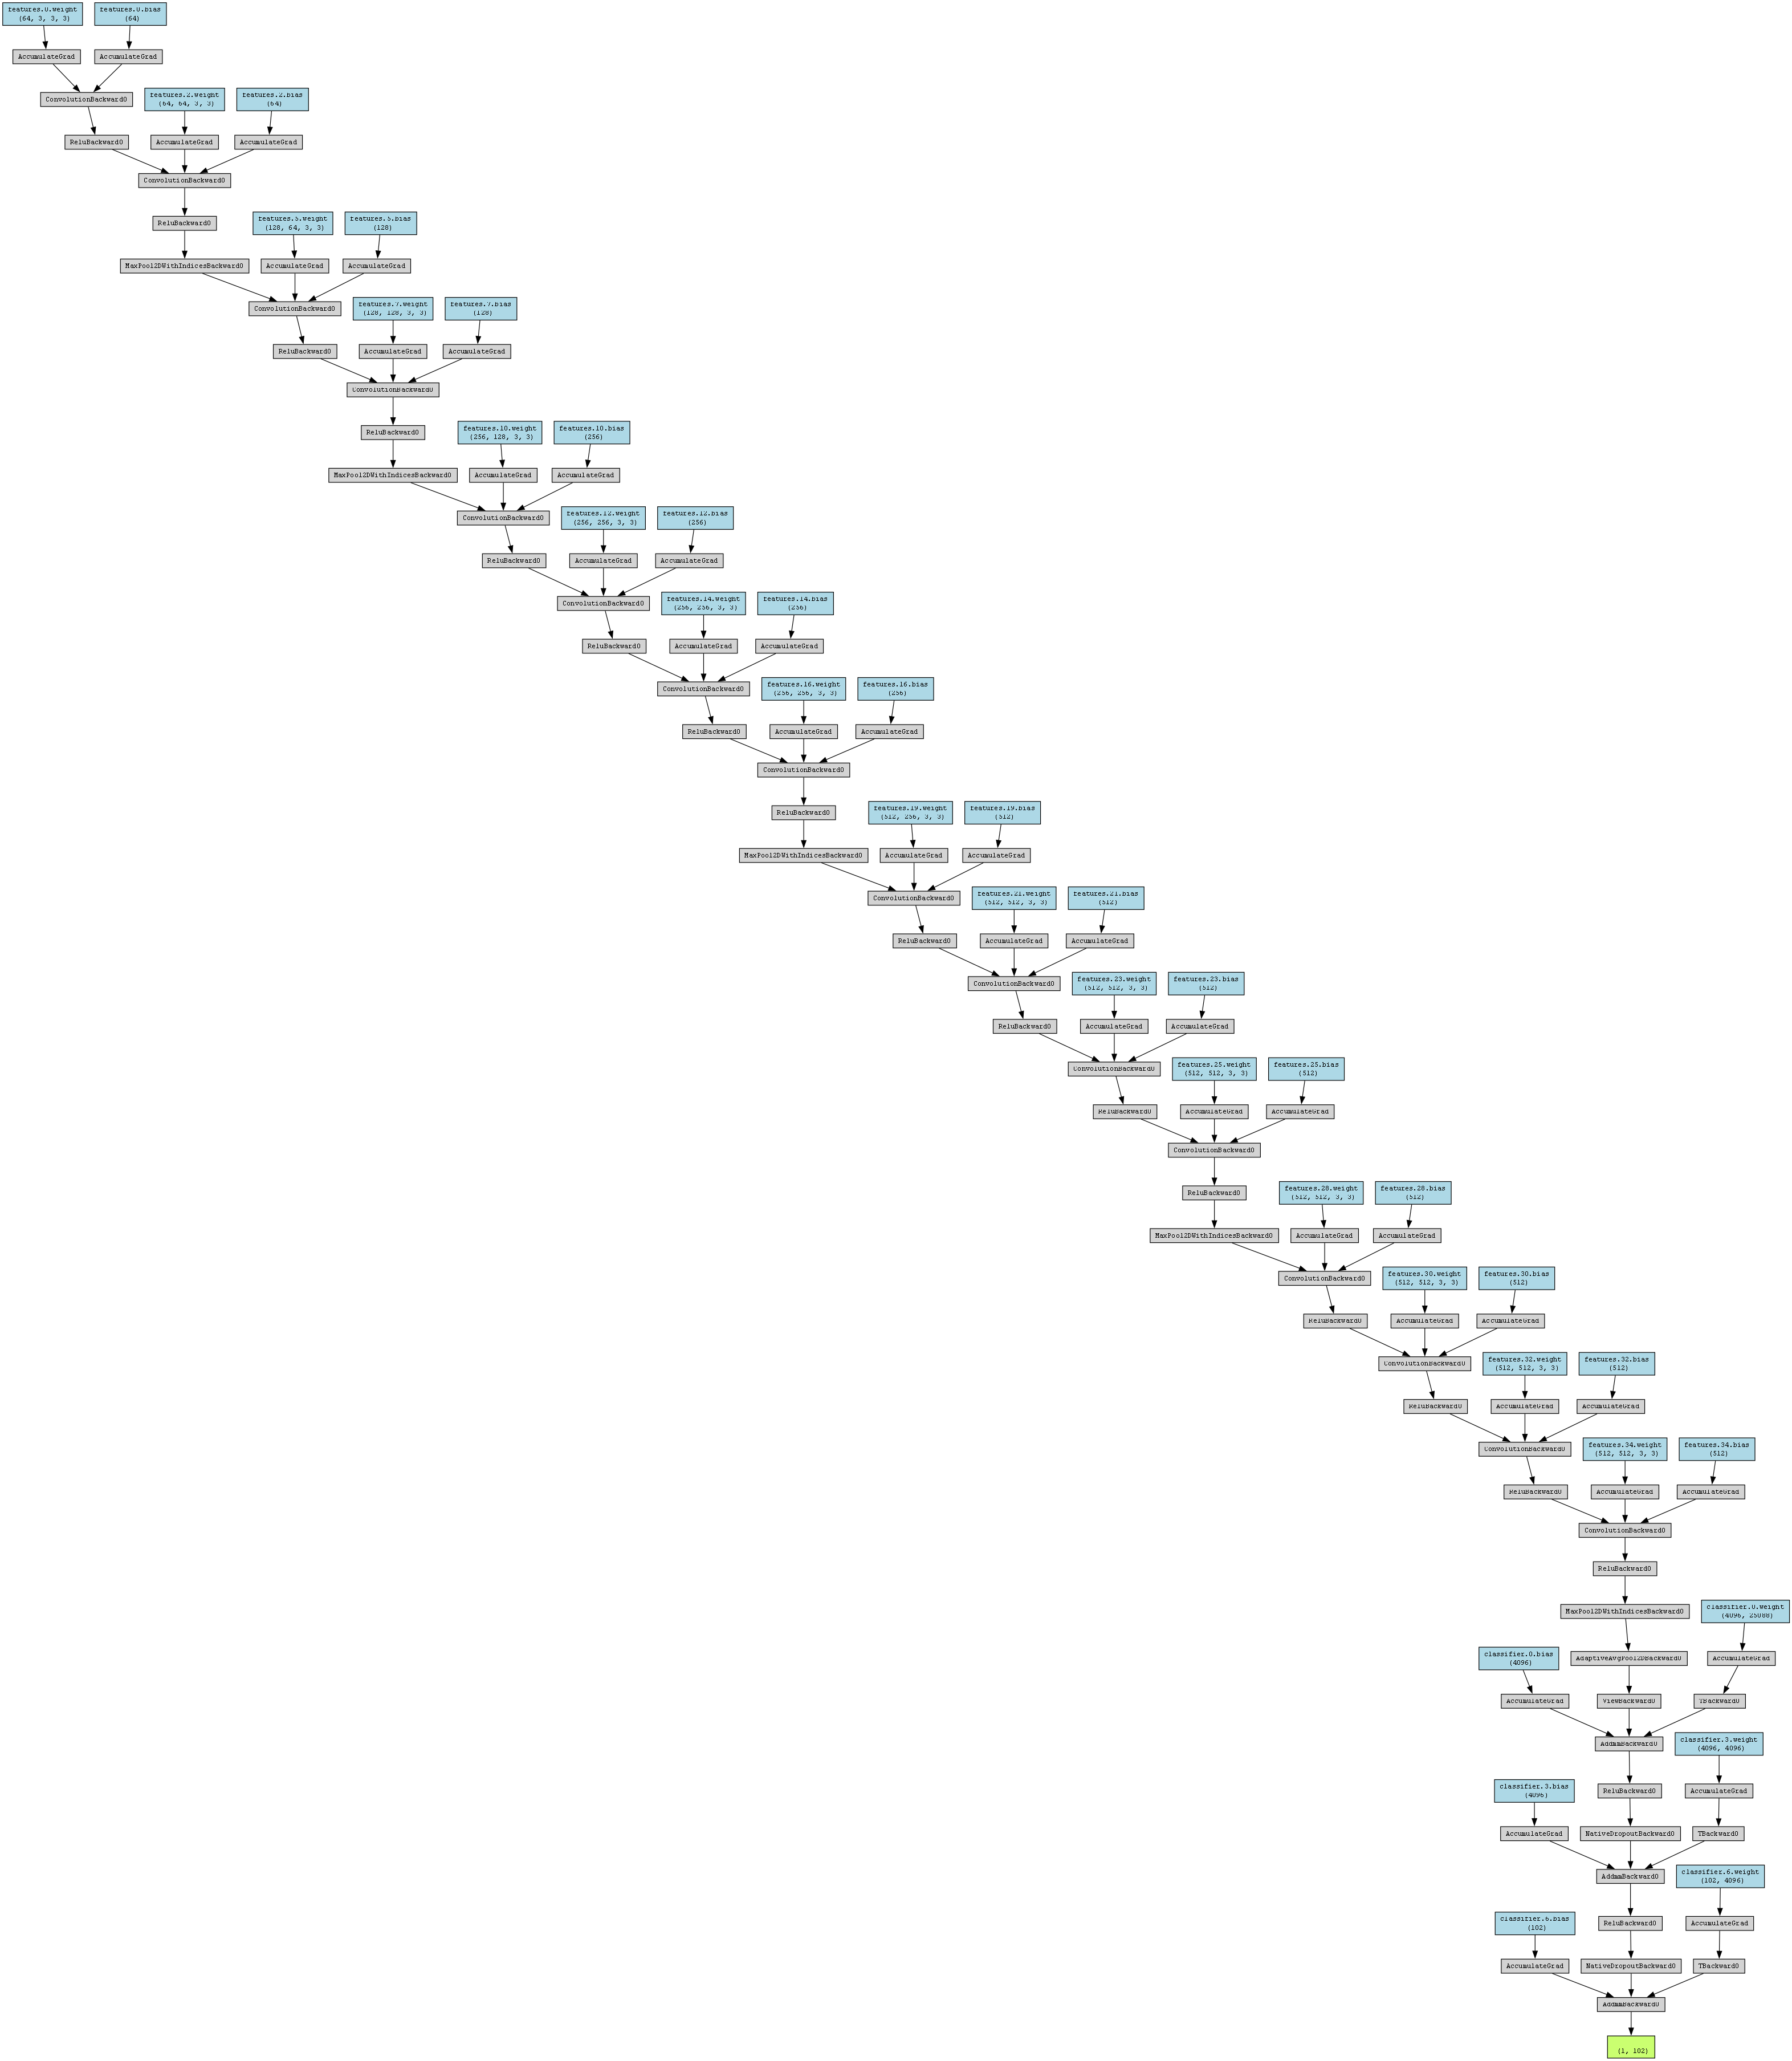 features.0.weight
(64, 3, 3, 3)
features.0.bias
(64)
AccumulateGrad
AccumulateGrad
ConvolutionBackward0
features.2.weight
(64, 64, 3, 3)
features.2.bias
(64)
ReluBackward0
AccumulateGrad
AccumulateGrad
ConvolutionBackward0
ReluBackward0
features.5.weight
(128, 64, 3, 3)
features.5.bias
(128)
MaxPool2DWithIndicesBackward0
AccumulateGrad
AccumulateGrad
ConvolutionBackward0
features.7.weight
(128, 128, 3, 3)
features.7.bias
(128)
ReluBackward0
AccumulateGrad
AccumulateGrad
ConvolutionBackward0
ReluBackward0
features.10.weight
(256, 128, 3, 3)
features.10.bias
(256)
MaxPool2DWithIndicesBackward0
AccumulateGrad
AccumulateGrad
ConvolutionBackward0
features.12.weight
(256, 256, 3, 3)
features.12.bias
(256)
ReluBackward0
AccumulateGrad
AccumulateGrad
ConvolutionBackward0
features.14.weight
(256, 256, 3, 3)
features.14.bias
(256)
ReluBackward0
AccumulateGrad
AccumulateGrad
ConvolutionBackward0
features.16.weight
(256, 256, 3, 3)
features.16.bias
(256)
ReluBackward0
AccumulateGrad
AccumulateGrad
ConvolutionBackward0
ReluBackward0
features.19.weight
(512, 256, 3, 3)
features.19.bias
(512)
MaxPool2DWithIndicesBackward0
AccumulateGrad
AccumulateGrad
ConvolutionBackward0
features.21.weight
(512, 512, 3, 3)
features.21.bias
(512)
ReluBackward0
AccumulateGrad
AccumulateGrad
ConvolutionBackward0
features.23.weight
(512, 512, 3, 3)
features.23.bias
(512)
ReluBackward0
AccumulateGrad
AccumulateGrad
ConvolutionBackward0
features.25.weight
(512, 512, 3, 3)
features.25.bias
(512)
ReluBackward0
AccumulateGrad
AccumulateGrad
ConvolutionBackward0
ReluBackward0
features.28.weight
(512, 512, 3, 3)
features.28.bias
(512)
MaxPool2DWithIndicesBackward0
AccumulateGrad
AccumulateGrad
ConvolutionBackward0
features.30.weight
(512, 512, 3, 3)
features.30.bias
(512)
ReluBackward0
AccumulateGrad
AccumulateGrad
ConvolutionBackward0
features.32.weight
(512, 512, 3, 3)
features.32.bias
(512)
ReluBackward0
AccumulateGrad
AccumulateGrad
ConvolutionBackward0
features.34.weight
(512, 512, 3, 3)
features.34.bias
(512)
ReluBackward0
AccumulateGrad
AccumulateGrad
ConvolutionBackward0
ReluBackward0
MaxPool2DWithIndicesBackward0
classifier.0.weight
(4096, 25088)
classifier.0.bias
(4096)
AdaptiveAvgPool2DBackward0
AccumulateGrad
AccumulateGrad
ViewBackward0
TBackward0
AddmmBackward0
classifier.3.weight
(4096, 4096)
classifier.3.bias
(4096)
ReluBackward0
AccumulateGrad
AccumulateGrad
NativeDropoutBackward0
TBackward0
AddmmBackward0
classifier.6.weight
(102, 4096)
classifier.6.bias
(102)
ReluBackward0
AccumulateGrad
AccumulateGrad
NativeDropoutBackward0
TBackward0
AddmmBackward0
(1, 102)